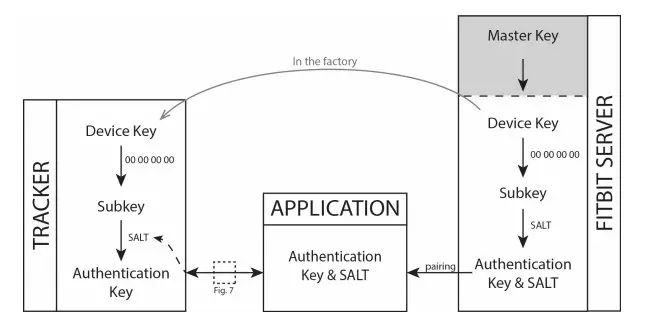 Master Key
In the factory
Device Key
00 00 00 00
Subkey
SALT
Authentication
Key
TRACKER
Fig. 7
APPLICATION
Authentication
Key & SALT
pairing
Device Key
00 00 00 00
Subkey
SALT
Authentication
Key & SALT
FITBIT SERVER